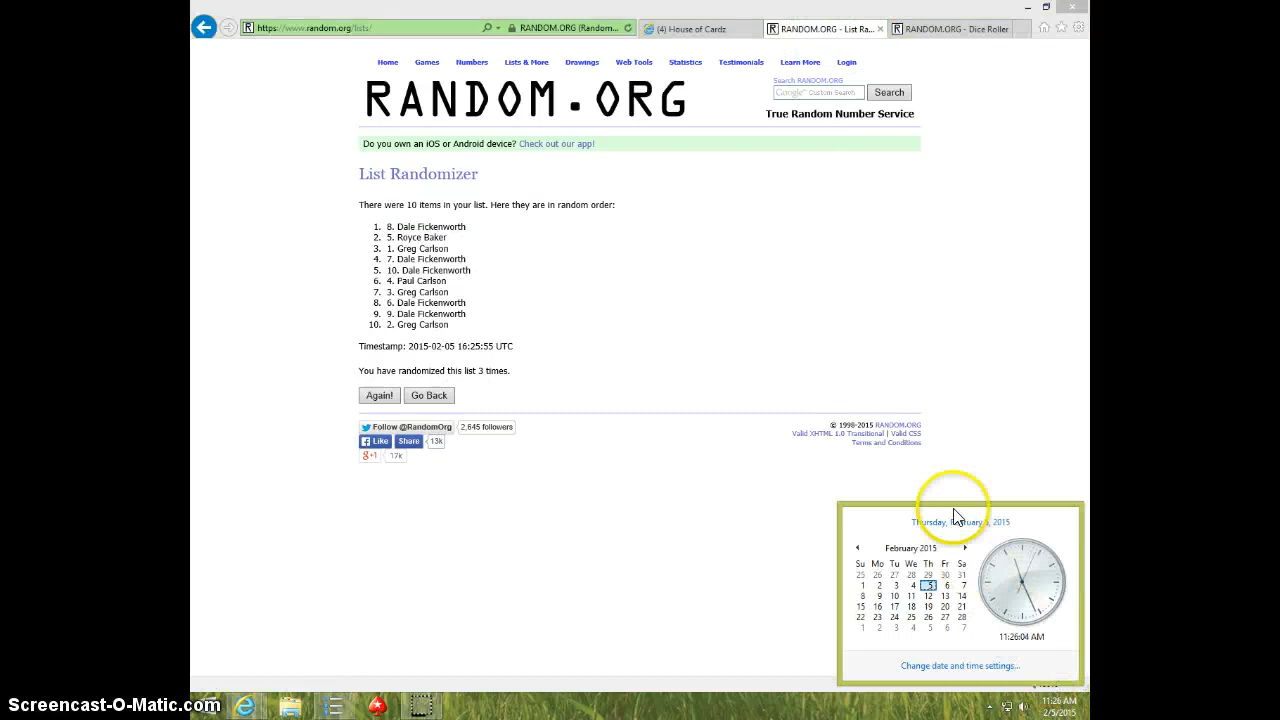 https://www.random.org/lists/
RANDOM.ORG (Random...
(4) House of Cardz
RANDOM.ORG - List Ra...
RANDOM.ORG - Dice Roller
Home Games Numbers Lists & More Drawings Web Tools Statistics Testimonials Learn More Login
RANDOM.ORG
Search RANDOM.ORG
Google™ Custom Search Search
True Random Number Service
Do you own an iOS or Android device? Check out our app!
List Randomizer
There were 10 items in your list. Here they are in random order:
1. 8. Dale Fickenworth
2. 5. Royce Baker
3. 1. Greg Carlson
4. 7. Dale Fickenworth
5. 10. Dale Fickenworth
6. 4. Paul Carlson
7. 3. Greg Carlson
8. 6. Dale Fickenworth
9. 9. Dale Fickenworth
10. 2. Greg Carlson
Timestamp: 2015-02-05 16:25:55 UTC
You have randomized this list 3 times.
Again! Go Back
Follow @RandomOrg 2,645 followers
Like Share 13k
g+1 17k
© 1998-2015 RANDOM.ORG
Valid XHTML 1.0 Transitional | Valid CSS
Terms and Conditions
Thursday, February 5, 2015
February 2015
Su Mo Tu We Th Fr Sa
25 26 27 28 29 30 31
1 2 3 4 5 6 7
8 9 10 11 12 13 14
15 16 17 18 19 20 21
22 23 24 25 26 27 28
1 2 3 4 5 6 7
11:26:04 AM
Change date and time settings...
11:26 AM
2/5/2015
Screencast-O-Matic.com